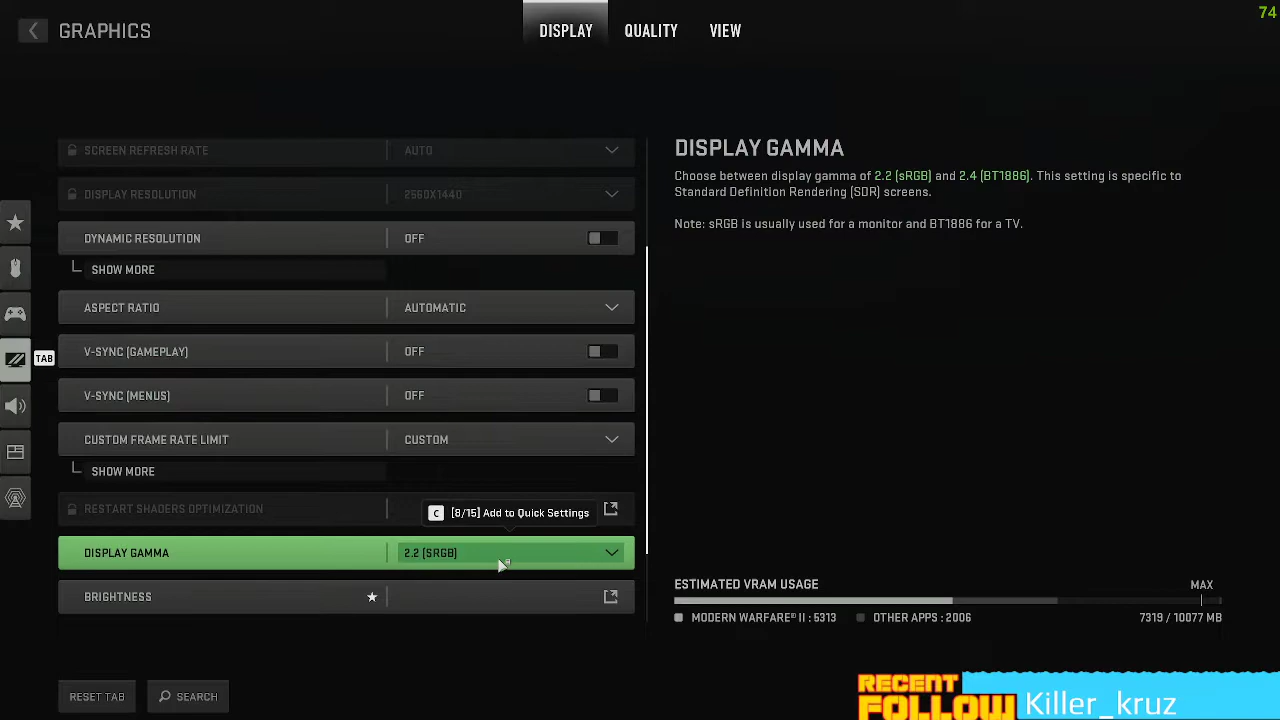 GRAPHICS
DISPLAY QUALITY VIEW
74
SCREEN REFRESH RATE AUTO
DISPLAY RESOLUTION 2560X1440
DYNAMIC RESOLUTION OFF
SHOW MORE
ASPECT RATIO AUTOMATIC
V-SYNC (GAMEPLAY) OFF
TAB
V-SYNC (MENUS) OFF
CUSTOM FRAME RATE LIMIT CUSTOM
SHOW MORE
RESTART SHADERS OPTIMIZATION
C [8/15] Add to Quick Settings
DISPLAY GAMMA 2.2 (SRGB)
BRIGHTNESS
RESET TAB SEARCH
DISPLAY GAMMA
Choose between display gamma of 2.2 (sRGB) and 2.4 (BT1886). This setting is specific to
Standard Definition Rendering (SDR) screens.
Note: sRGB is usually used for a monitor and BT1886 for a TV.
ESTIMATED VRAM USAGE MAX
MODERN WARFARE® II : 5313 OTHER APPS : 2006 7319 / 10077 MB
RECENT
FOLLOW Killer_kruz